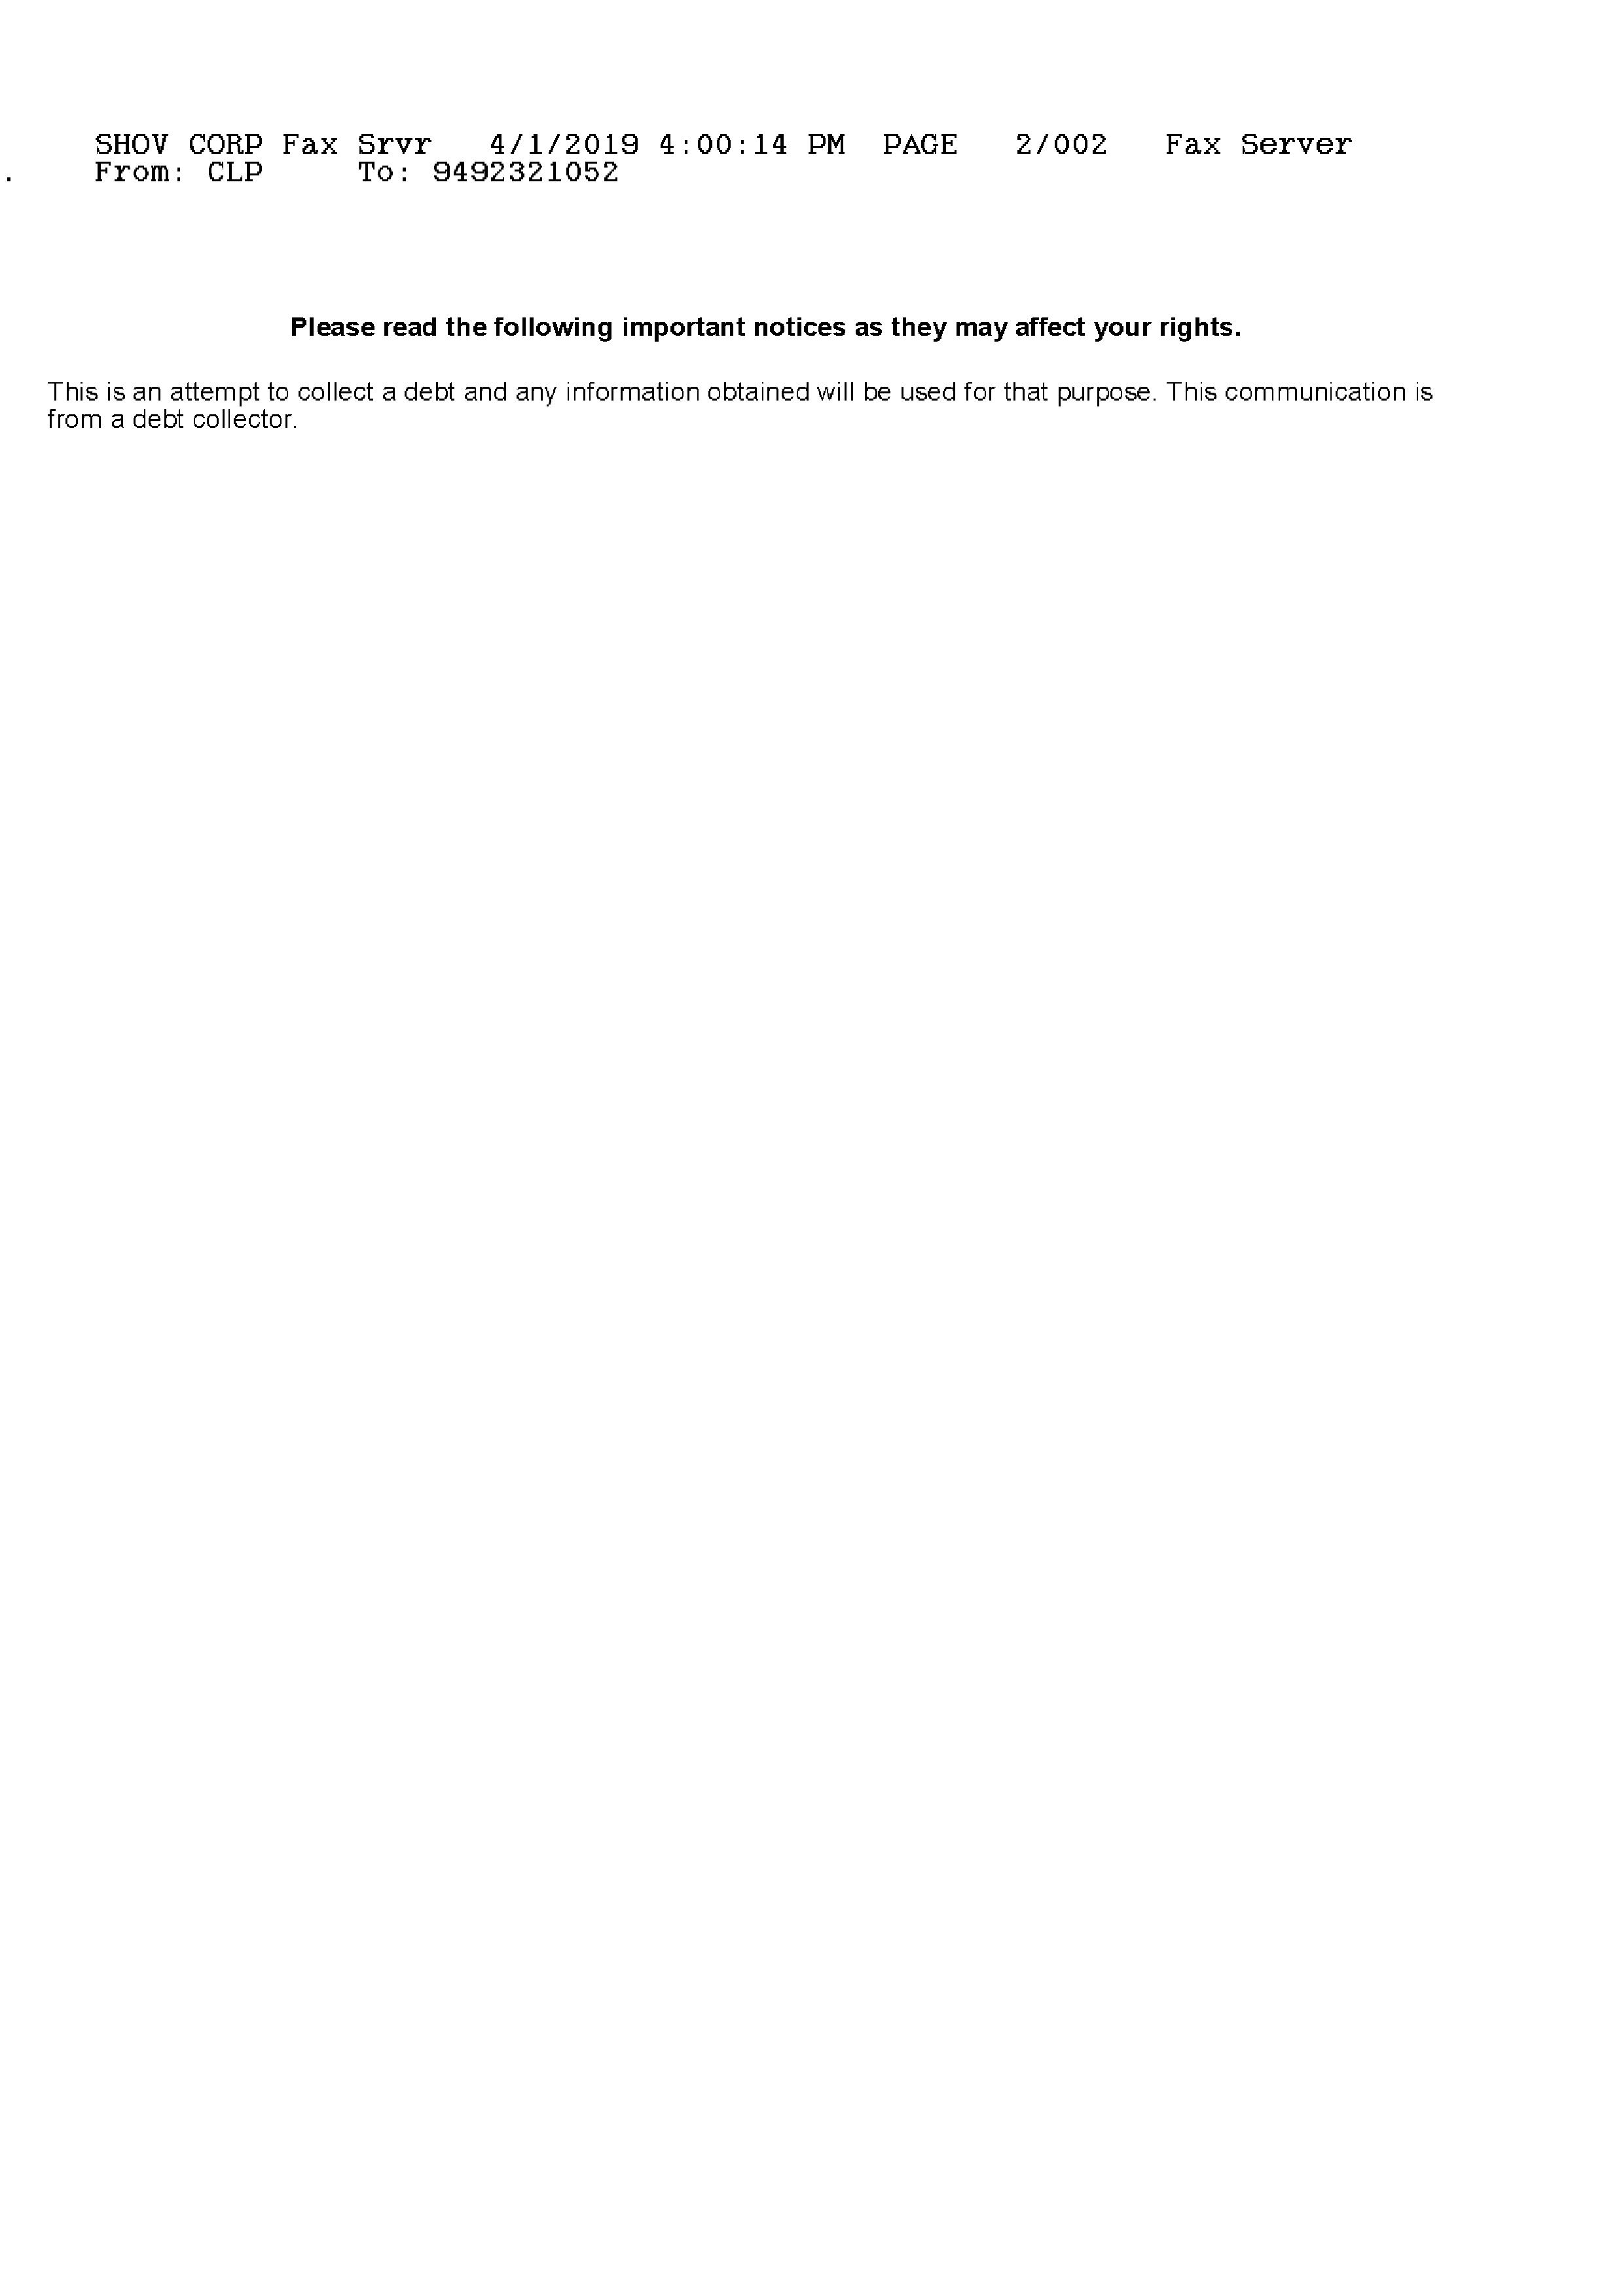 SHOV CORP Fax Srvr   4/1/2019 4:00:14 PM  PAGE   2/002   Fax Server
From: CLP     To: 9492321052
Please read the following important notices as they may affect your rights.
This is an attempt to collect a debt and any information obtained will be used for that purpose. This communication is
from a debt collector.